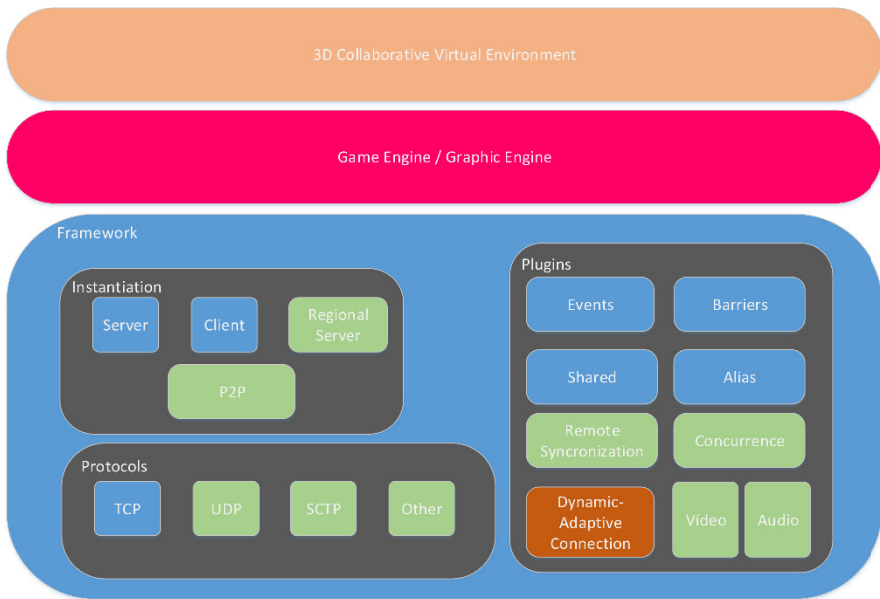 3D Collaborative Virtual Environment
Game Engine / Graphic Engine
Framework
Instantiation
Server
Client
Regional
Server
P2P
Protocols
TCP
UDP
SCTP
Other
Plugins
Events
Barriers
Shared
Alias
Remote
Syncronization
Concurrence
Dynamic-
Adaptive
Connection
Vídeo
Audio